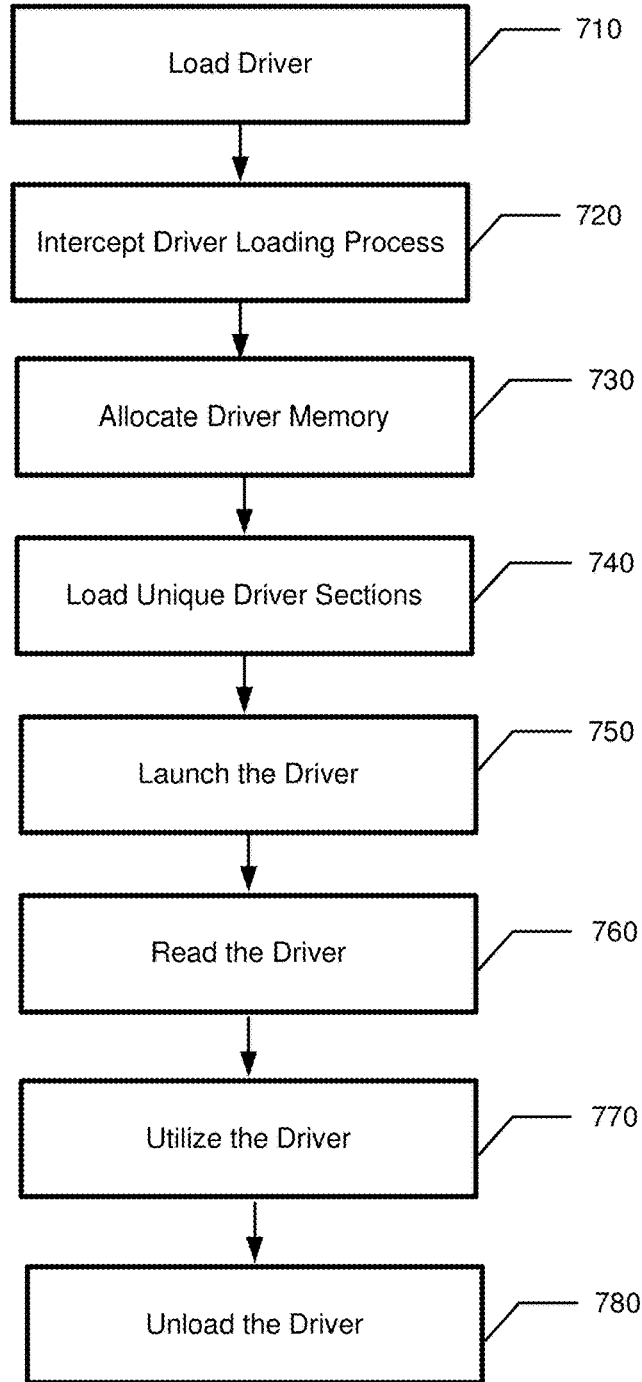 Load Driver
710
Intercept Driver Loading Process
720
Allocate Driver Memory
730
Load Unique Driver Sections
740
Launch the Driver
750
Read the Driver
760
Utilize the Driver
770
Unload the Driver
780